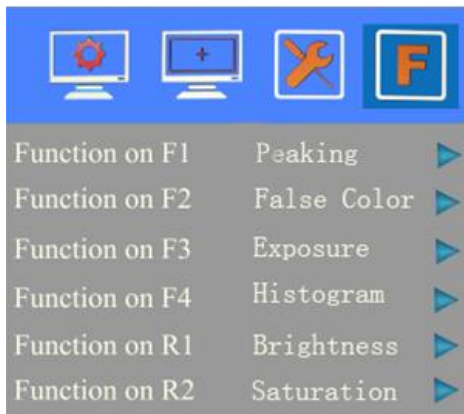 F
Function on F1 Peaking
Function on F2 False Color
Function on F3 Exposure
Function on F4 Histogram
Function on R1 Brightness
Function on R2 Saturation